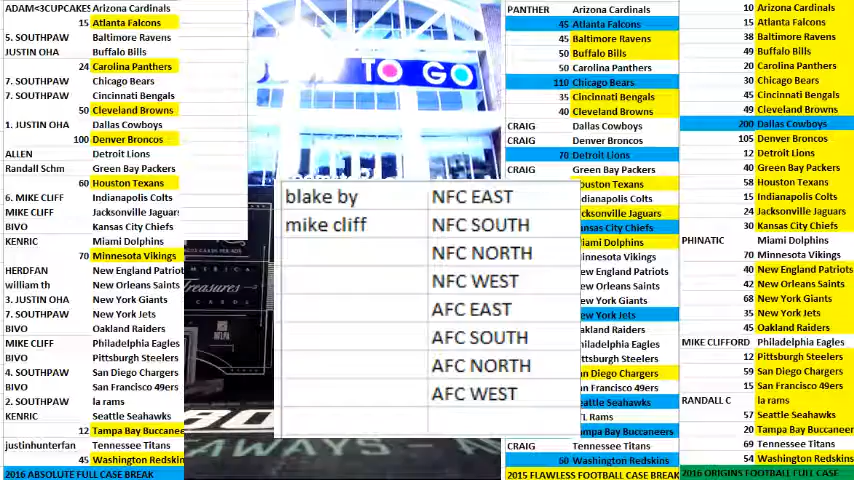 ADAM<3CUPCAKES Arizona Cardinals
15 Atlanta Falcons
5. SOUTHPAW Baltimore Ravens
JUSTIN OHA Buffalo Bills
24 Carolina Panthers
7. SOUTHPAW Chicago Bears
7. SOUTHPAW Cincinnati Bengals
50 Cleveland Browns
1. JUSTIN OHA Dallas Cowboys
100 Denver Broncos
ALLEN Detroit Lions
Randall Schm Green Bay Packers
60 Houston Texans
6. MIKE CLIFF Indianapolis Colts
MIKE CLIFF Jacksonville Jaguars
BIVO Kansas City Chiefs
KENRIC Miami Dolphins
70 Minnesota Vikings
HERDFAN New England Patriot
william th New Orleans Saints
3. JUSTIN OHA New York Giants
7. SOUTHPAW New York Jets
BIVO Oakland Raiders
MIKE CLIFF Philadelphia Eagles
BIVO Pittsburgh Steelers
4. SOUTHPAW San Diego Chargers
BIVO San Francisco 49ers
2. SOUTHPAW la rams
KENRIC Seattle Seahawks
12 Tampa Bay Buccanee
justinhunterfan Tennessee Titans
45 Washington Redskin
2016 ABSOLUTE FULL CASE BREAK
TO GO
AMERICA
Treasures
CARDS
blake by NFC EAST
mike cliff NFC SOUTH
NFC NORTH
NFC WEST
AFC EAST
AFC SOUTH
AFC NORTH
AFC WEST
AWAYS - A
PANTHER Arizona Cardinals
45 Atlanta Falcons
45 Baltimore Ravens
50 Buffalo Bills
50 Carolina Panthers
110 Chicago Bears
35 Cincinnati Bengals
40 Cleveland Browns
CRAIG Dallas Cowboys
CRAIG Denver Broncos
70 Detroit Lions
CRAIG Green Bay Packers
ouston Texans
ndianapolis Colts
cksonville Jaguars
ansas City Chiefs
iami Dolphins
innesota Vikings
ew England Patriots
ew Orleans Saints
ew York Giants
ew York Jets
akland Raiders
hiladelphia Eagles
ttsburgh Steelers
an Diego Chargers
n Francisco 49ers
eattle Seahawks
TL Rams
ampa Bay Buccaneers
CRAIG Tennessee Titans
60 Washington Redskins
2015 FLAWLESS FOOTBALL CASE BREAK
10 Arizona Cardinals
15 Atlanta Falcons
38 Baltimore Ravens
49 Buffalo Bills
20 Carolina Panthers
30 Chicago Bears
45 Cincinnati Bengals
49 Cleveland Browns
200 Dallas Cowboys
105 Denver Broncos
12 Detroit Lions
40 Green Bay Packers
58 Houston Texans
15 Indianapolis Colts
24 Jacksonville Jaguars
30 Kansas City Chiefs
PHINATIC Miami Dolphins
70 Minnesota Vikings
40 New England Patriots
42 New Orleans Saints
68 New York Giants
35 New York Jets
45 Oakland Raiders
MIKE CLIFFORD Philadelphia Eagles
12 Pittsburgh Steelers
59 San Diego Chargers
15 San Francisco 49ers
RANDALL C la rams
57 Seattle Seahawks
20 Tampa Bay Buccaneer
69 Tennessee Titans
54 Washington Redskins
2016 ORIGINS FOOTBALL FULL CASE